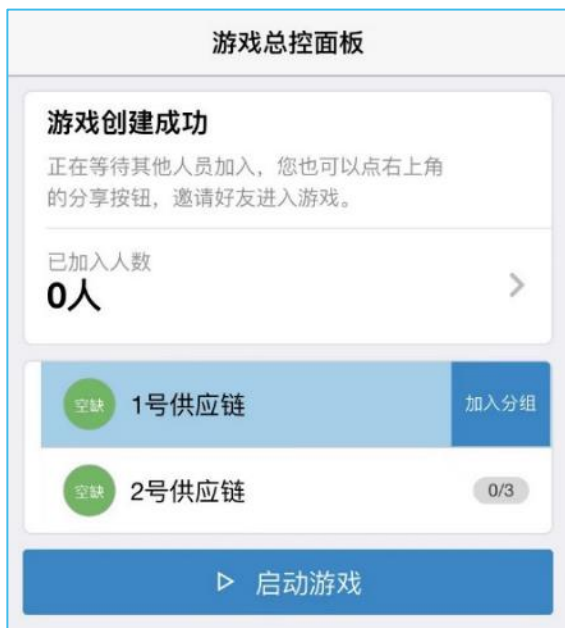 游戏总控面板
游戏创建成功
正在等待其他人员加入，您也可以点右上角
的分享按钮，邀请好友进入游戏。
已加入人数
0人
空缺 1号供应链 加入分组
空缺 2号供应链 0/3
启动游戏